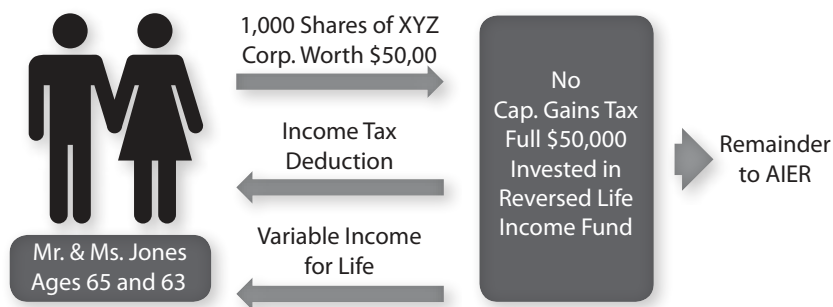 1,000 Shares of XYZ
Corp. Worth $50,00
Income Tax
Deduction
Variable Income
for Life
Mr. & Ms. Jones
Ages 65 and 63
No
Cap. Gains Tax
Full $50,000
Invested in
Reversed Life
Income Fund
Remainder
to AIER